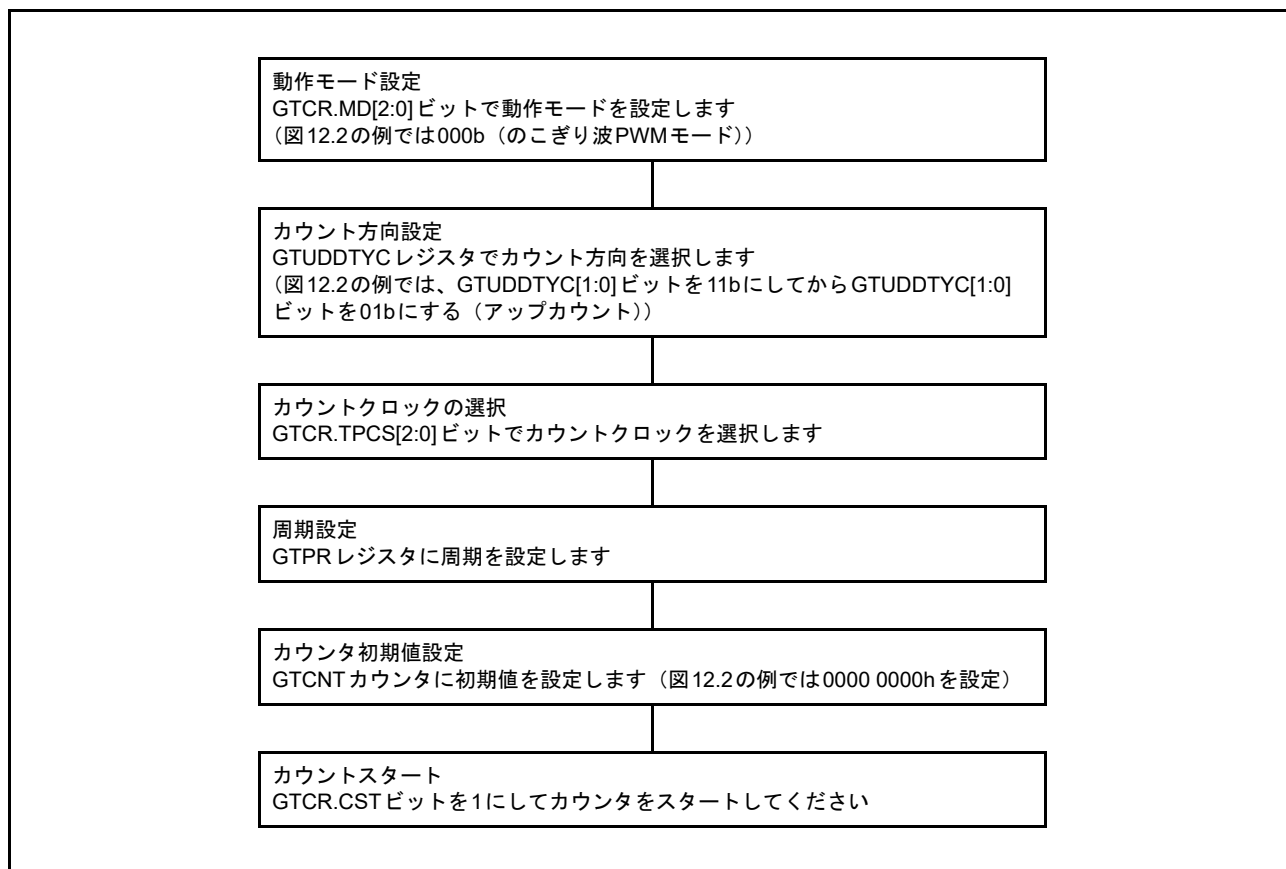 動作モード設定
GTCR.MD[2:0]ビットで動作モードを設定します
（図12.2の例では000b（のこぎり波PWMモード））
カウント方向設定
GTUDDTYCレジスタでカウント方向を選択します
（図12.2の例では、GTUDDTYC[1:0]ビットを11bにしてからGTUDDTYC[1:0]
ビットを01bにする（アップカウント））
カウントクロックの選択
GTCR.TPCS[2:0]ビットでカウントクロックを選択します
周期設定
GTPRレジスタに周期を設定します
カウンタ初期値設定
GTCNTカウンタに初期値を設定します（図12.2の例では0000 0000hを設定）
カウントスタート
GTCR.CSTビットを1にしてカウンタをスタートしてください